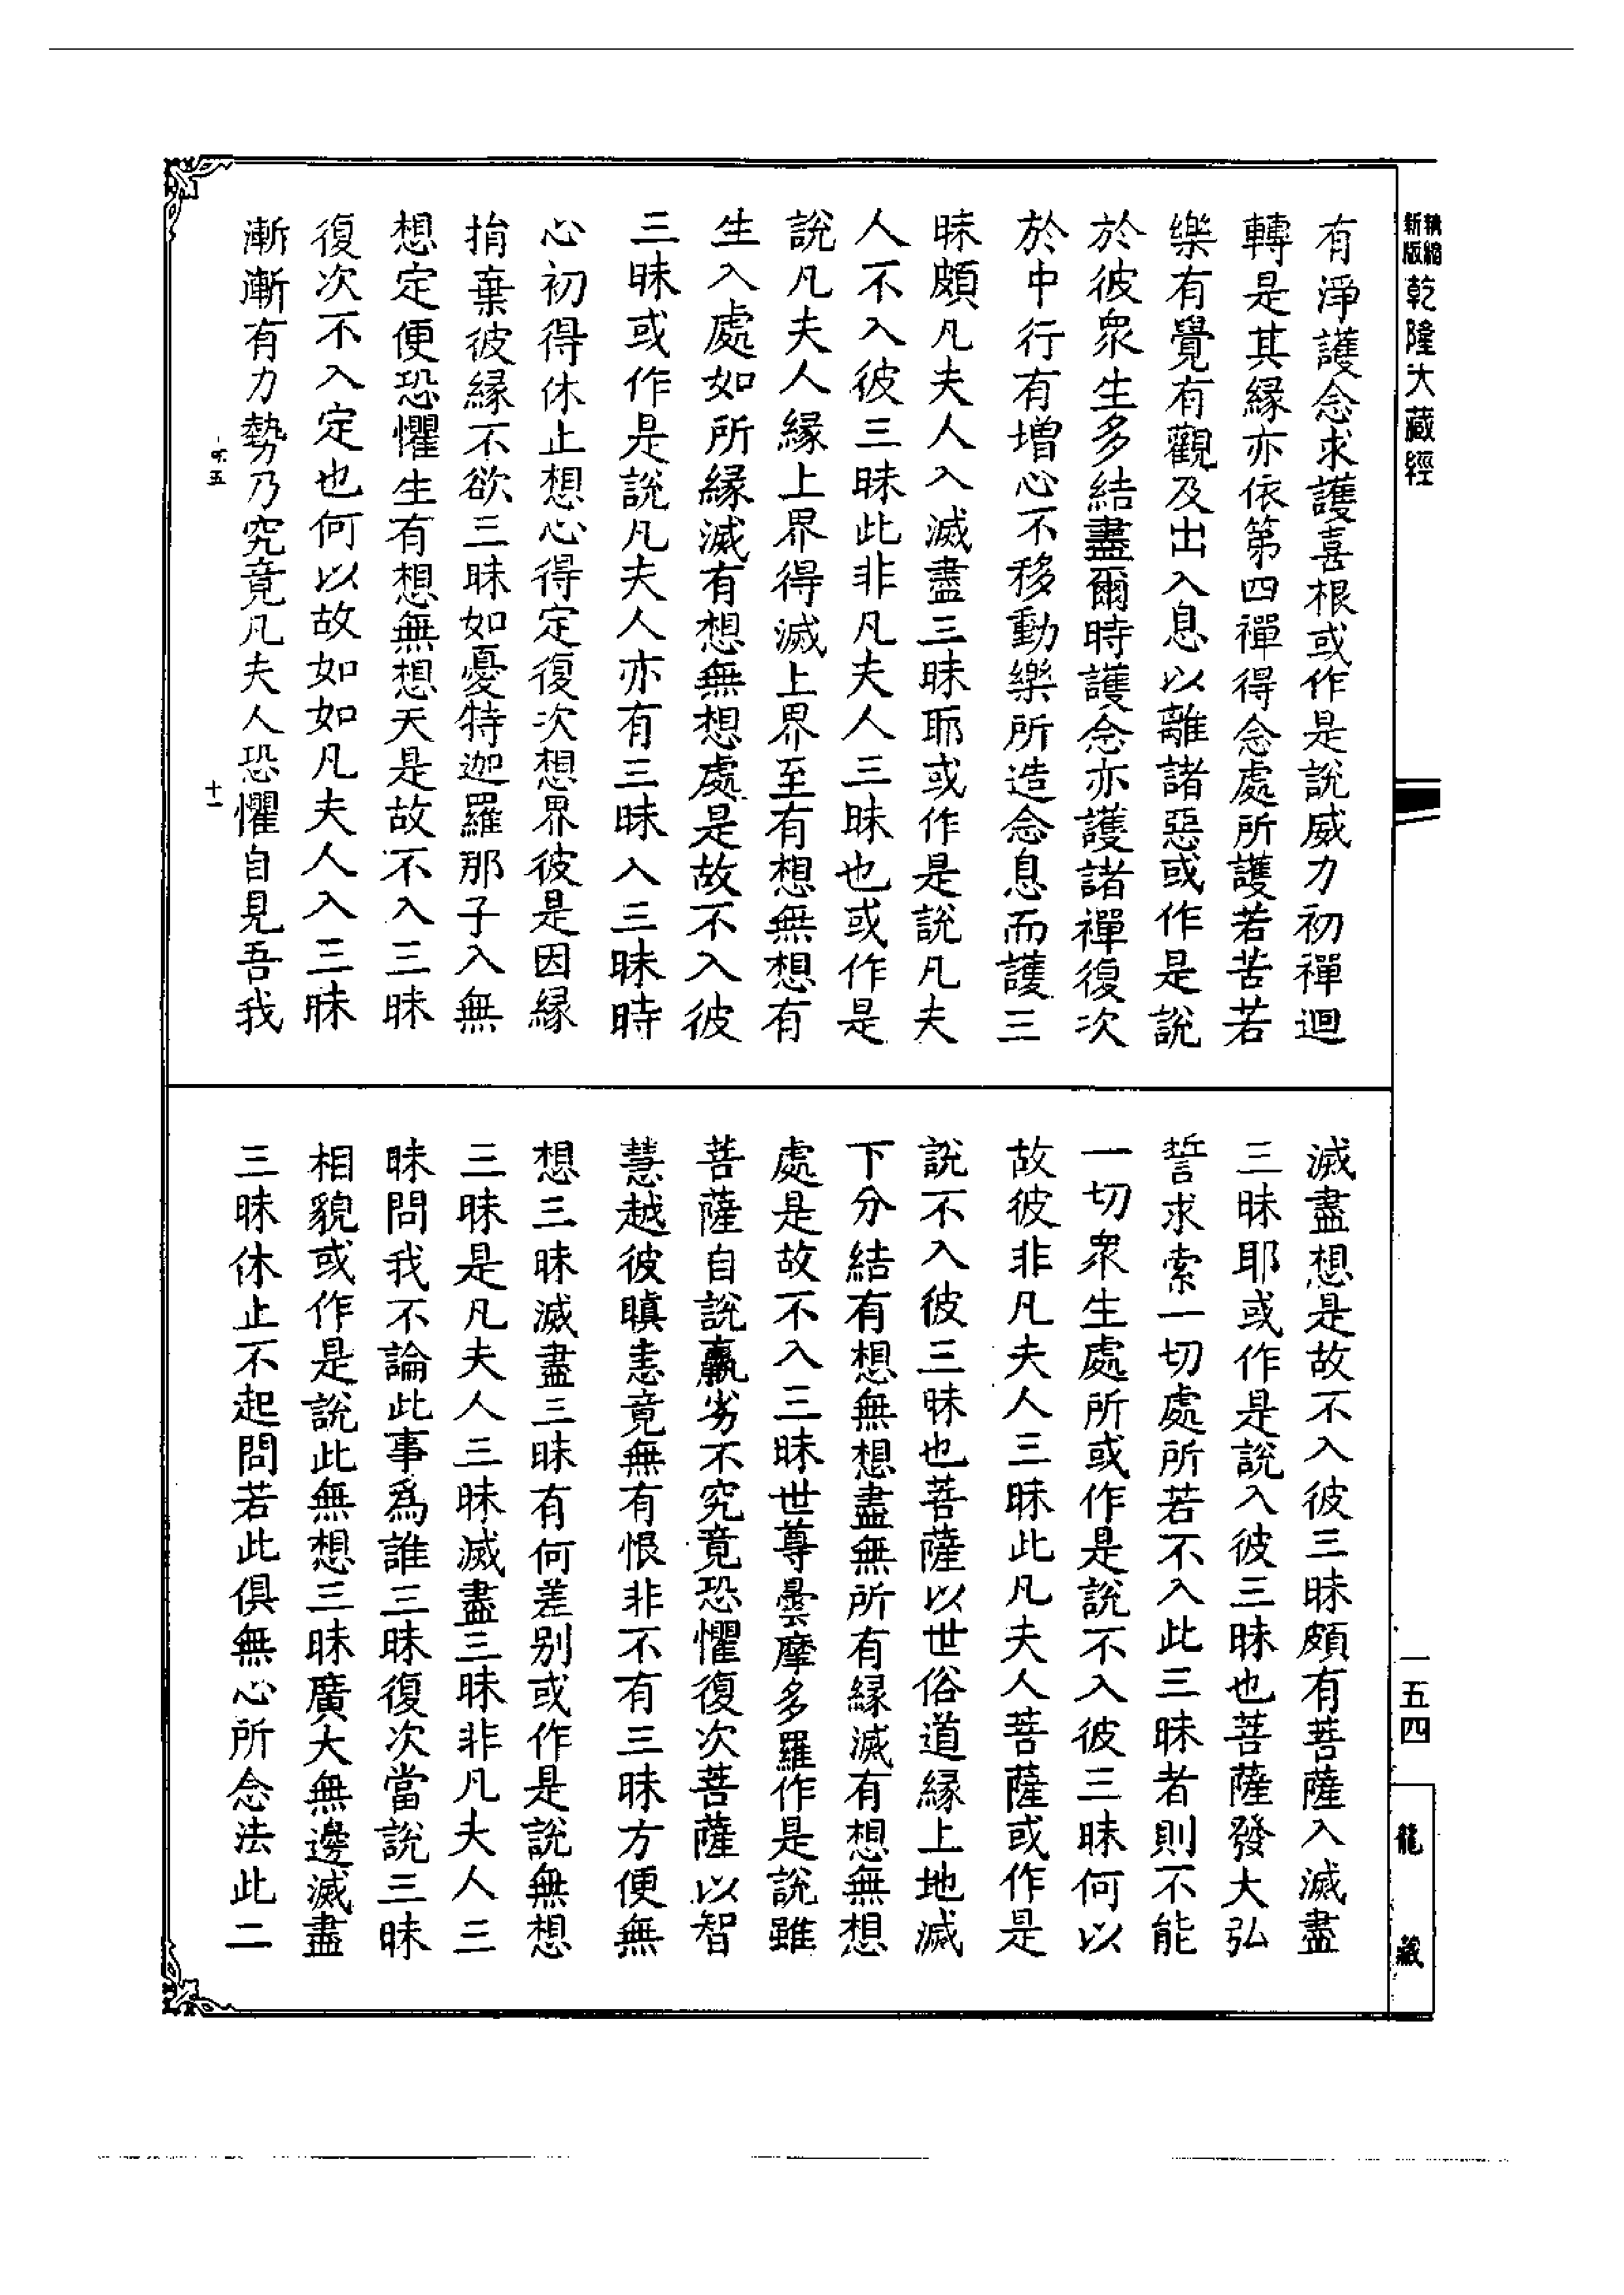 精縮新版乾隆大藏經
有淨護念求護喜根或作是說威力初禪迴
轉是其緣亦依第四禪得念處所護若苦若
樂有覺有觀及出入息以離諸惡或作是說
於彼衆生多結盡爾時護念亦護諸禪復次
於中行有增心不移動樂所造念息而護三
昧頗凡夫人入滅盡三昧耶或作是說凡夫
人不入彼三昧此非凡夫人三昧也或作是
說凡夫人緣上界得滅上界至有想無想有
生入處如所緣滅有想無想處是故不入彼
三昧或作是說凡夫人亦有三昧入三昧時
心初得休止想心得定復次想界彼是因緣
捐棄彼緣不欲三昧如憂特迦羅那子入無
想定便恐懼生有想無想天是故不入三昧
復次不入定也何以故如如凡夫人入三昧
漸漸有力勢乃究竟凡夫人恐懼自見吾我
五
十一
滅盡想是故不入彼三昧頗有菩薩入滅盡
三昧耶或作是說入彼三昧也菩薩發大弘
誓求索一切處所若不入此三昧者則不能
一切衆生處所或作是說不入彼三昧何以
故彼非凡夫人三昧此凡夫人菩薩或作是
說不入彼三昧也菩薩以世俗道緣上地滅
下分結有想無想盡無所有緣滅有想無想
處是故不入三昧世尊曇摩多羅作是說雖
菩薩自說羸劣不究竟恐懼復次菩薩以智
慧越彼瞋恚竟無有恨非不有三昧方便無
想三昧滅盡三昧有何差別或作是說無想
三昧是凡夫人三昧滅盡三昧非凡夫人三
昧問我不論此事爲誰三昧復次當說三昧
相貌或作是說此無想三昧廣大無邊滅盡
三昧休止不起問若此俱無心所念法此二
一五四
龍藏